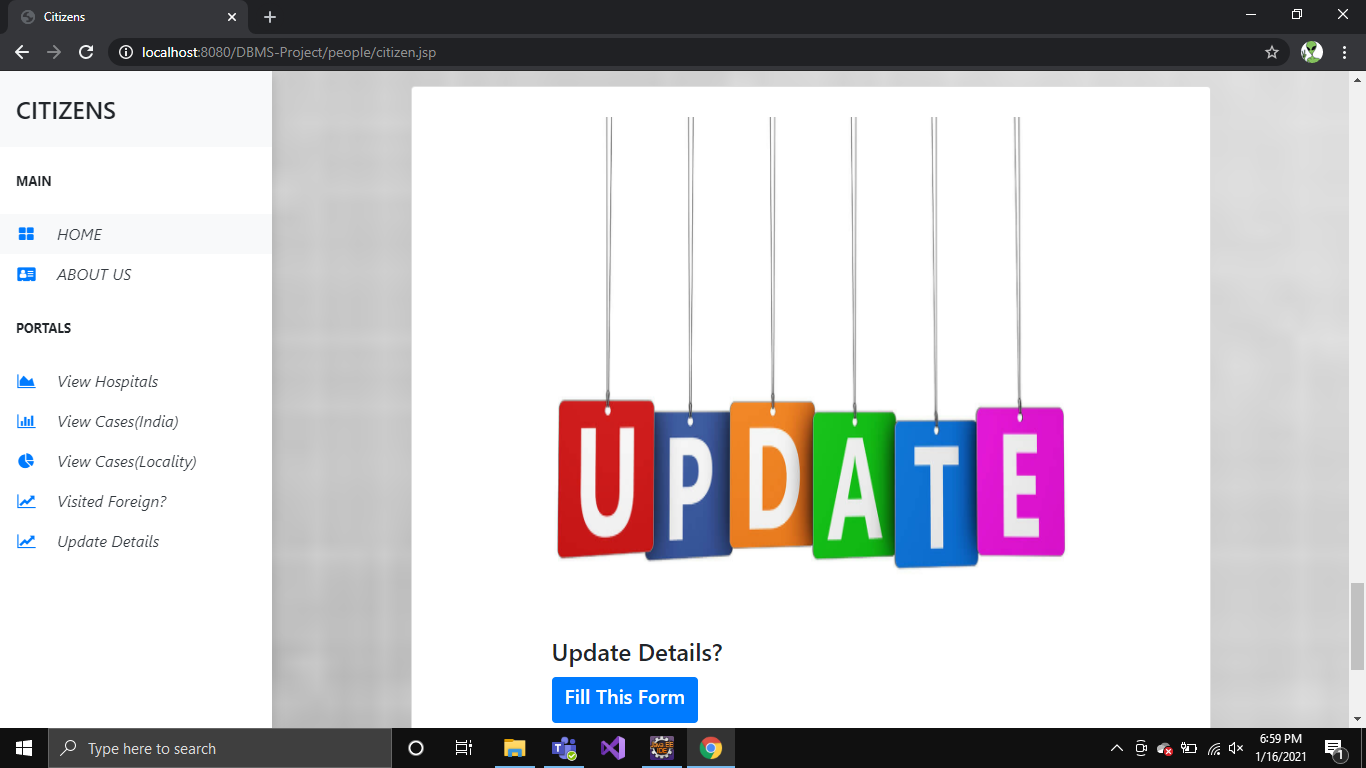 Citizens
localhost:8080/DBMS-Project/people/citizen.jsp
CITIZENS
MAIN
HOME
ABOUT US
PORTALS
View Hospitals
View Cases(India)
View Cases(Locality)
Visited Foreign?
Update Details
UPDATE
Update Details?
Fill This Form
Type here to search
6:59 PM
1/16/2021
1